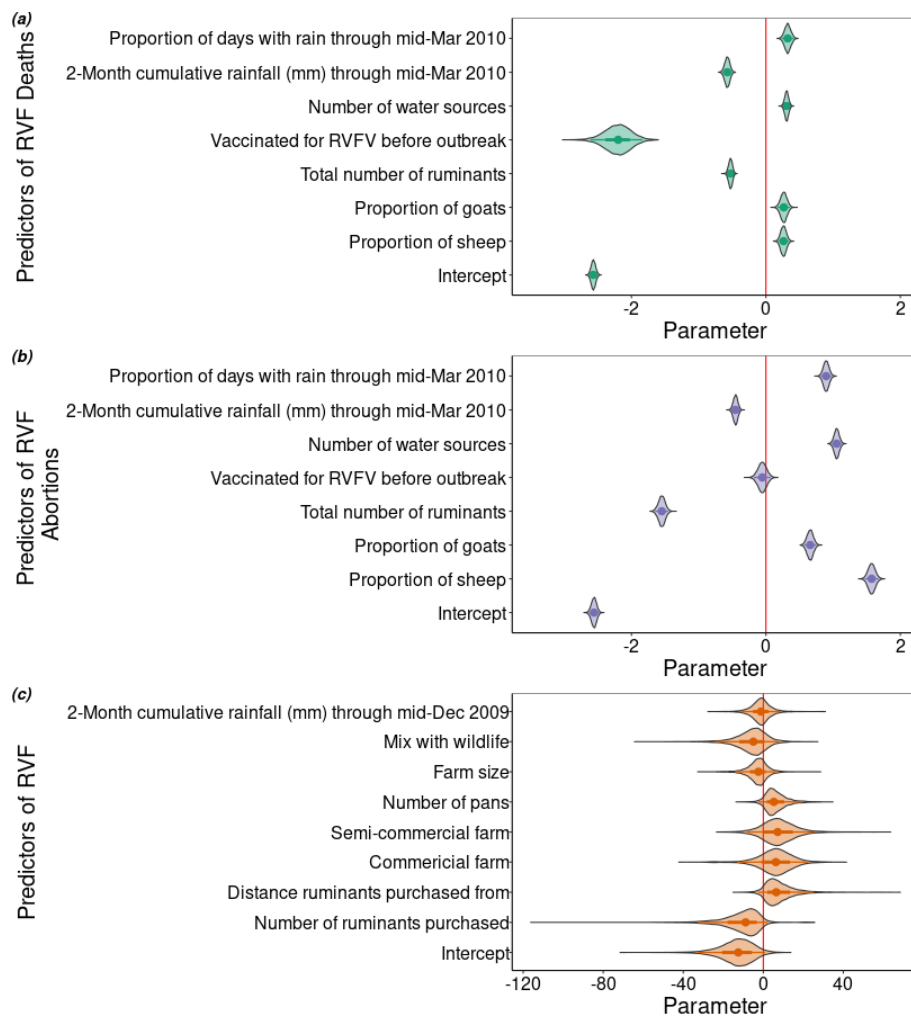 (a)
Predictors of RVF Deaths
Proportion of days with rain through mid-Mar 2010
2-Month cumulative rainfall (mm) through mid-Mar 2010
Number of water sources
Vaccinated for RVFV before outbreak
Total number of ruminants
Proportion of goats
Proportion of sheep
Intercept
-2 0 2
Parameter
(b)
Predictors of RVF
Abortions
Proportion of days with rain through mid-Mar 2010
2-Month cumulative rainfall (mm) through mid-Mar 2010
Number of water sources
Vaccinated for RVFV before outbreak
Total number of ruminants
Proportion of goats
Proportion of sheep
Intercept
-2 0 2
Parameter
(c)
Predictors of RVF
2-Month cumulative rainfall (mm) through mid-Dec 2009
Mix with wildlife
Farm size
Number of pans
Semi-commercial farm
Commericial farm
Distance ruminants purchased from
Number of ruminants purchased
Intercept
-120 -80 -40 0 40
Parameter